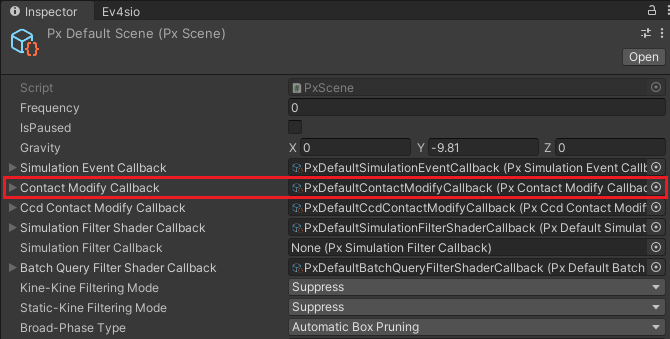 Inspector Ev4sio
Px Default Scene (Px Scene)
Open
Script PxScene
Frequency 0
IsPaused
Gravity X 0 Y -9.81 Z 0
Simulation Event Callback PxDefaultSimulationEventCallback (Px Simulation Event Callb
Contact Modify Callback PxDefaultContactModifyCallback (Px Contact Modify Callbac
Ccd Contact Modify Callback PxDefaultCcdContactModifyCallback (Px Ccd Contact Modif
Simulation Filter Shader Callback PxDefaultSimulationFilterShaderCallback (Px Default Simulat
Simulation Filter Callback None (Px Simulation Filter Callback)
Batch Query Filter Shader Callback PxDefaultBatchQueryFilterShaderCallback (Px Default Batch
Kine-Kine Filtering Mode Suppress
Static-Kine Filtering Mode Suppress
Broad-Phase Type Automatic Box Pruning